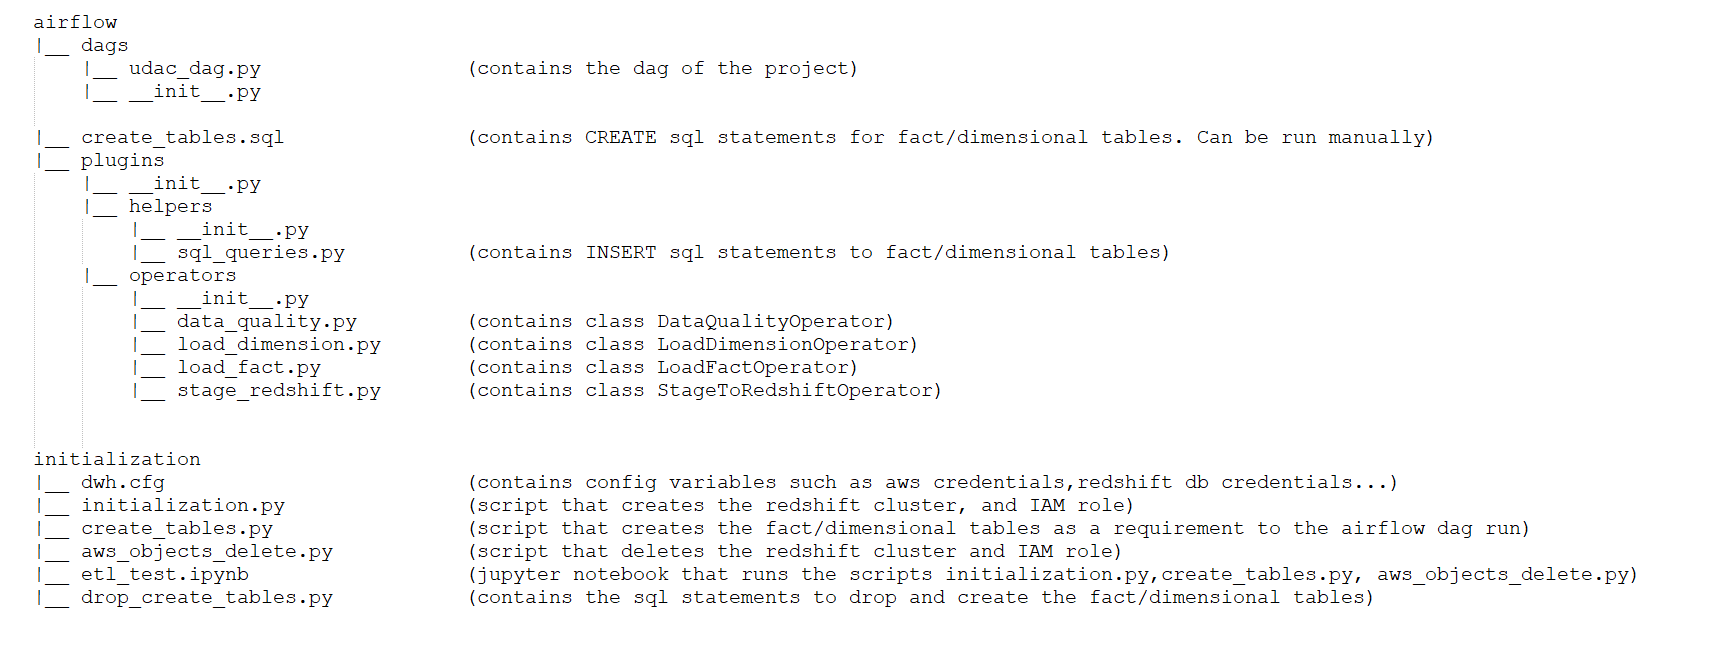 airflow
|__ dags
    |__ udac_dag.py                 (contains the dag of the project)
    |__ __init__.py
|__ create_tables.sql               (contains CREATE sql statements for fact/dimensional tables. Can be run manually)
|__ plugins
    |__ __init__.py
    |__ helpers
        |__ __init__.py
        |__ sql_queries.py          (contains INSERT sql statements to fact/dimensional tables)
    |__ operators
        |__ __init__.py
        |__ data_quality.py         (contains class DataQualityOperator)
        |__ load_dimension.py       (contains class LoadDimensionOperator)
        |__ load_fact.py            (contains class LoadFactOperator)
        |__ stage_redshift.py       (contains class StageToRedshiftOperator)
initialization
|__ dwh.cfg                         (contains config variables such as aws credentials,redshift db credentials...)
|__ initialization.py               (script that creates the redshift cluster, and IAM role)
|__ create_tables.py                (script that creates the fact/dimensional tables as a requirement to the airflow dag run)
|__ aws_objects_delete.py           (script that deletes the redshift cluster and IAM role)
|__ etl_test.ipynb                  (jupyter notebook that runs the scripts initialization.py,create_tables.py, aws_objects_delete.py)
|__ drop_create_tables.py           (contains the sql statements to drop and create the fact/dimensional tables)